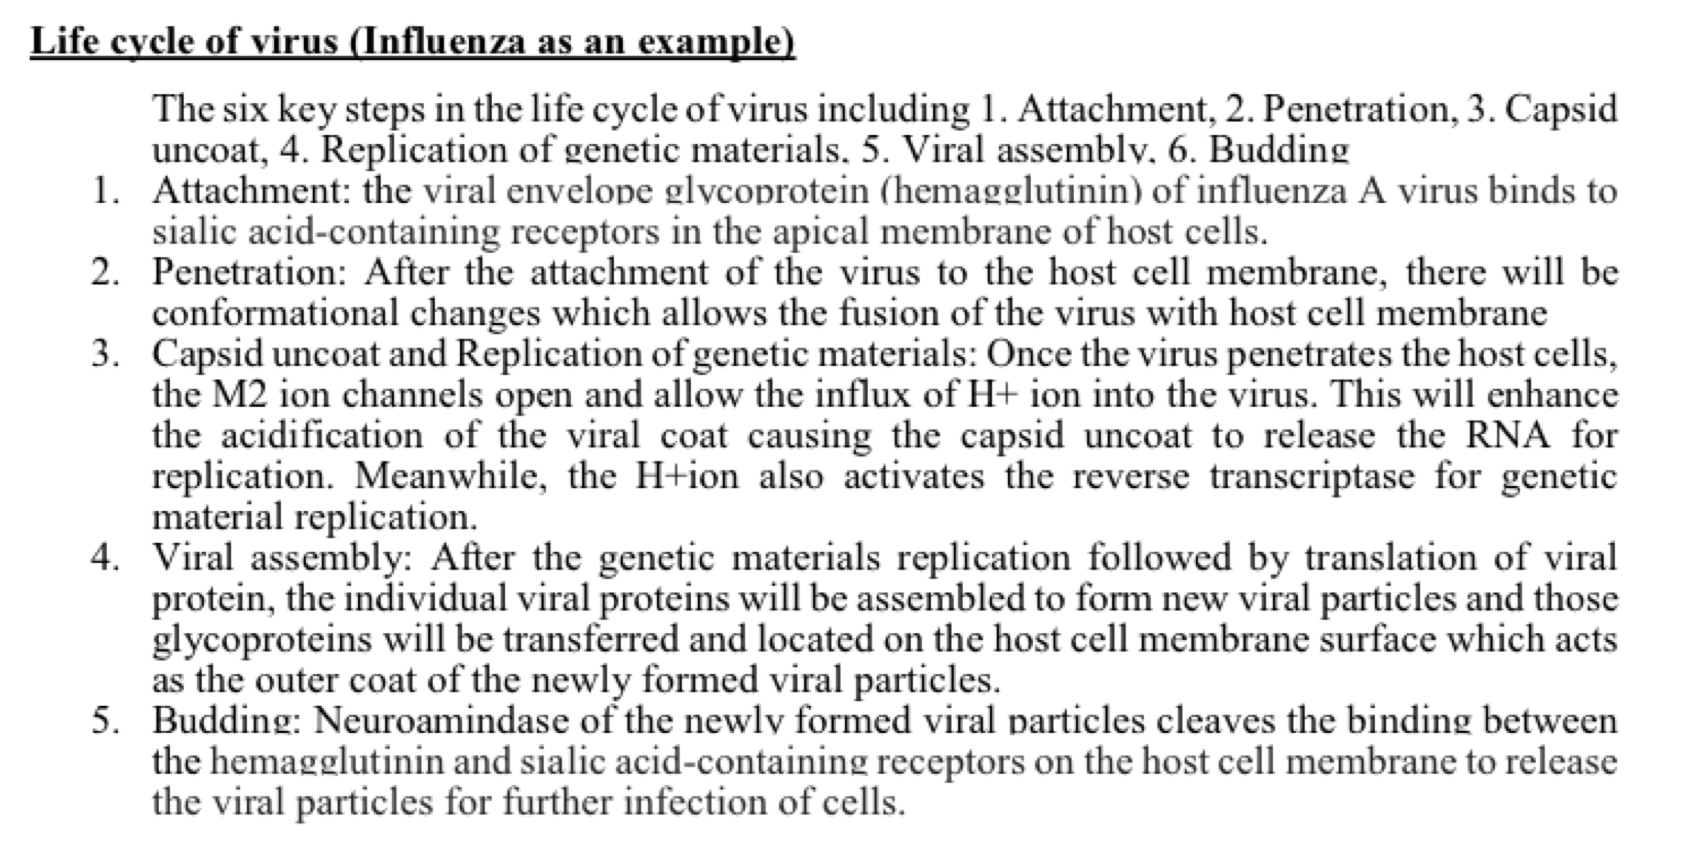 Life cycle of virus (Influenza as an example)
The six key steps in the life cycle of virus including 1. Attachment, 2. Penetration, 3. Capsid
uncoat, 4. Replication of genetic materials, 5. Viral assembly, 6. Budding
1. Attachment: the viral envelope glycoprotein (hemagglutinin) of influenza A virus binds to
sialic acid-containing receptors in the apical membrane of host cells.
2. Penetration: After the attachment of the virus to the host cell membrane, there will be
conformational changes which allows the fusion of the virus with host cell membrane
3. Capsid uncoat and Replication of genetic materials: Once the virus penetrates the host cells,
the M2 ion channels open and allow the influx of H+ ion into the virus. This will enhance
the acidification of the viral coat causing the capsid uncoat to release the RNA for
replication. Meanwhile, the H+ion also activates the reverse transcriptase for genetic
material replication.
4. Viral assembly: After the genetic materials replication followed by translation of viral
protein, the individual viral proteins will be assembled to form new viral particles and those
glycoproteins will be transferred and located on the host cell membrane surface which acts
as the outer coat of the newly formed viral particles.
5. Budding: Neuroamindase of the newly formed viral particles cleaves the binding between
the hemagglutinin and sialic acid-containing receptors on the host cell membrane to release
the viral particles for further infection of cells.